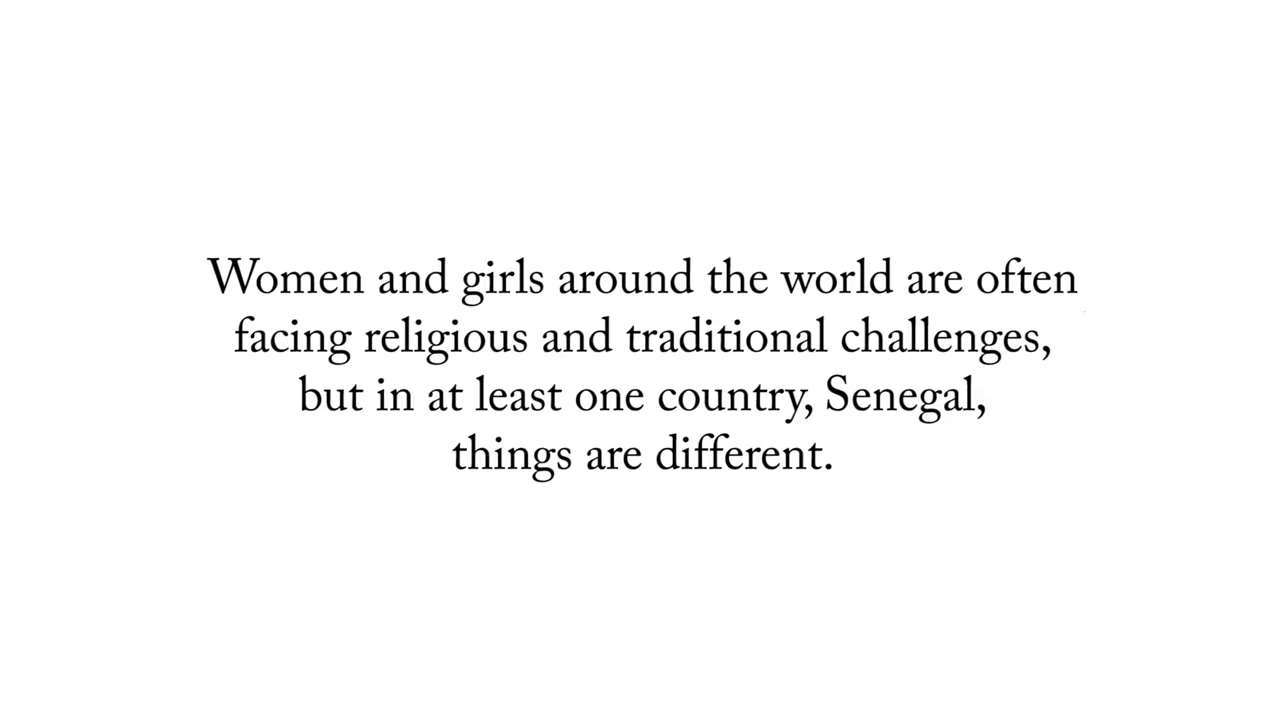 Women and girls around the world are often
facing religious and traditional challenges,
but in at least one country, Senegal,
things are different.